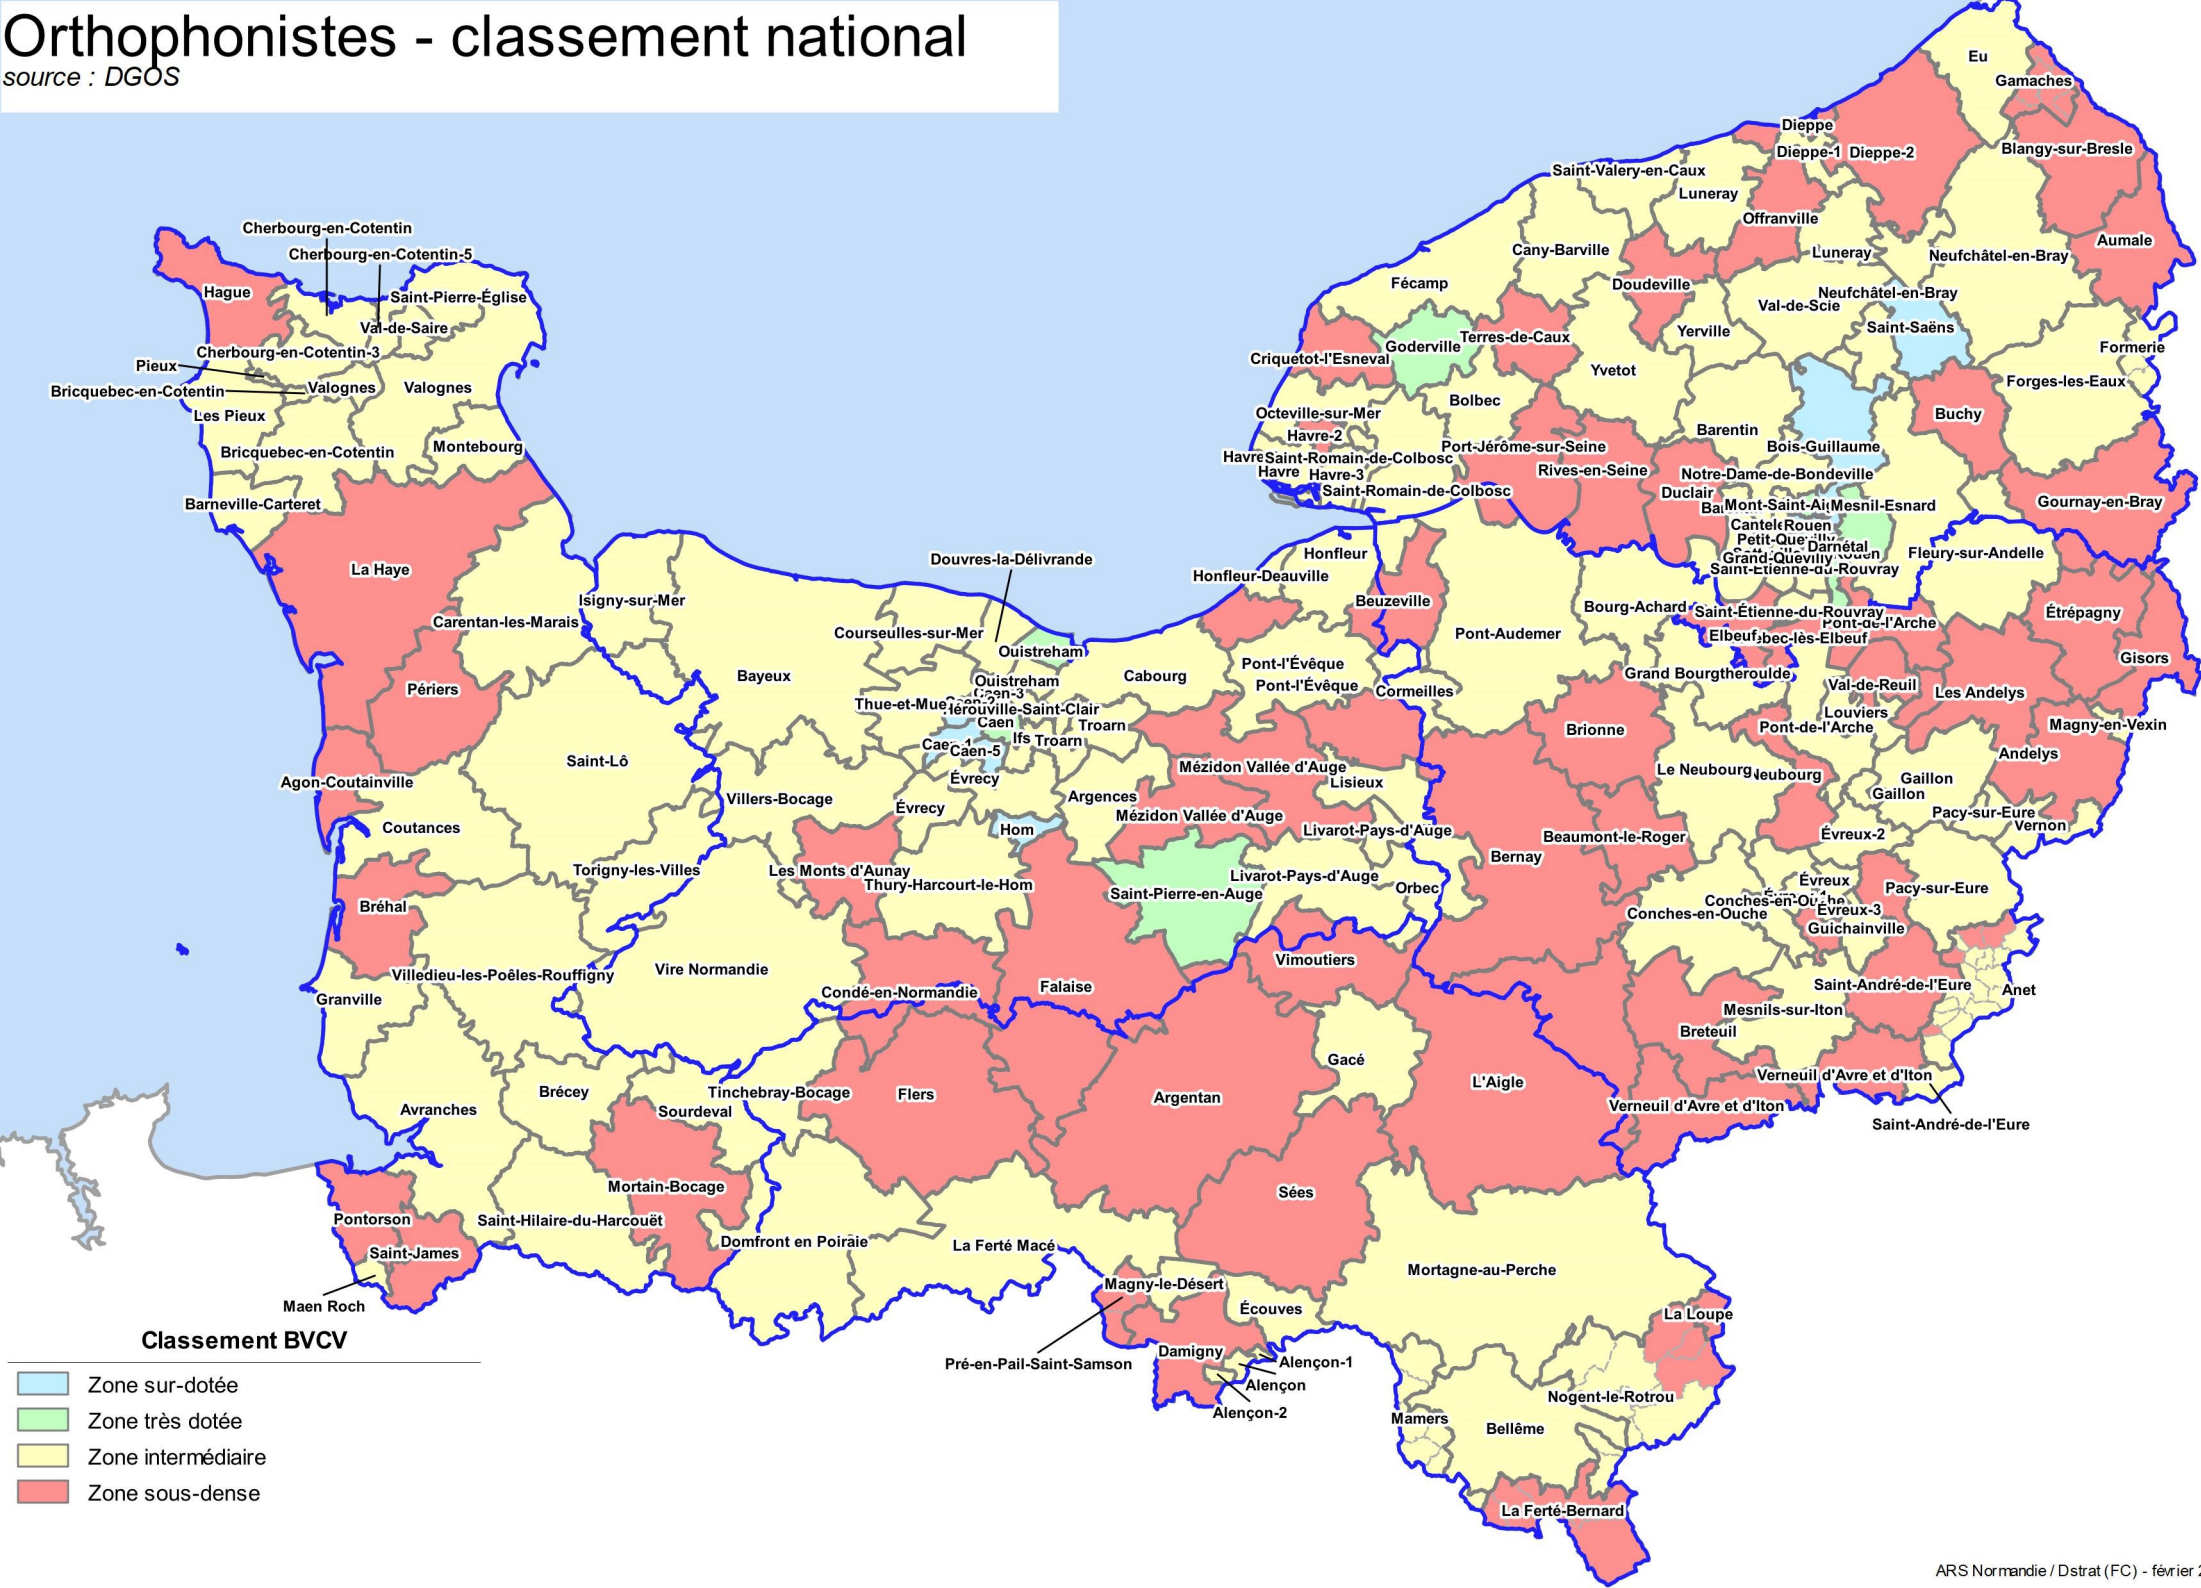 Orthophonistes - classement national
source : DGOS
Eu
Gamaches
Dieppe
Dieppe-1
Dieppe-2
Blangy-sur-Bresle
Saint-Valery-en-Caux
Luneray
Offranville
Cherbourg-en-Cotentin
Cherbourg-en-Cotentin-5
Aumale
Cany-Barville
Luneray
Neufchâtel-en-Bray
Hague
Saint-Pierre-Église
Fécamp
Doudeville
Neufchâtel-en-Bray
Val-de-Scie
Val-de-Saire
Saint-Saëns
Yerville
Terres-de-Caux
Goderville
Formerie
Cherbourg-en-Cotentin-3
Criquetot-l'Esneval
Pieux
Yvetot
Forges-les-Eaux
Bricquebec-en-Cotentin
Valognes
Valognes
Bolbec
Les Pieux
Octeville-sur-Mer
Buchy
Barentin
Havre-2
Montebourg
Port-Jérôme-sur-Seine
Bois-Guillaume
Bricquebec-en-Cotentin
Havre
Saint-Romain-de-Colbosc
Havre
Havre-3
Rives-en-Seine
Notre-Dame-de-Bondeville
Saint-Romain-de-Colbosc
Duclair
Barneville-Carteret
Gournay-en-Bray
Mesnil-Esnard
Rouen
Petit-Quevilly
Darnétal
Grand-Quevilly
Saint-Etienne-du-Rouvray
Fleury-sur-Andelle
Honfleur
Douvres-la-Délivrande
La Haye
Honfleur-Deauville
Isigny-sur-Mer
Beuzeville
Bourg-Achard
Saint-Étienne-du-Rouvray
Étrépagny
Carentan-les-Marais
Pont-de-l'Arche
Courseulles-sur-Mer
Pont-Audemer
Elbeuf
Ouistreham
Gisors
Pont-l'Évêque
Grand Bourgtheroulde
Bayeux
Cabourg
Ouistreham
Pont-l'Évêque
Val-de-Reuil
Périers
Cormeilles
Les Andelys
Caen-3
Thue-et-Mue
Hérouville-Saint-Clair
Louviers
Caen
Troarn
Pont-de-l'Arche
Magny-en-Vexin
Brionne
Ifs
Troarn
Caen-5
Andelys
Saint-Lô
Mézidon Vallée d'Auge
Le Neubourg
Évrecy
Lisieux
Gaillon
Agon-Coutainville
Gaillon
Villers-Bocage
Argences
Évrecy
Mézidon Vallée d'Auge
Pacy-sur-Eure
Vernon
Coutances
Hom
Livarot-Pays-d'Auge
Évreux-2
Beaumont-le-Roger
Bernay
Torigny-les-Villes
Les Monts d'Aunay
Livarot-Pays-d'Auge
Évreux
Thury-Harcourt-le-Hom
Orbec
Pacy-sur-Eure
Saint-Pierre-en-Auge
Bréhal
Évreux-3
Conches-en-Ouche
Guichainville
Vimoutiers
Vire Normandie
Villedieu-les-Poêles-Rouffigny
Saint-André-de-l'Eure
Falaise
Condé-en-Normandie
Anet
Granville
Mesnils-sur-Iton
Breteuil
Gacé
Verneuil d'Avre et d'Iton
L'Aigle
Brécey
Tinchebray-Bocage
Flers
Argentan
Verneuil d'Avre et d'Iton
Avranches
Sourdeval
Saint-André-de-l'Eure
Mortain-Bocage
Sées
Pontorson
Saint-Hilaire-du-Harcouët
Domfront en Poiraie
La Ferté Macé
Saint-James
Mortagne-au-Perche
Magny-le-Désert
Maen Roch
Écouves
La Loupe
Damigny
Pré-en-Pail-Saint-Samson
Alençon-1
Alençon
Nogent-le-Rotrou
Alençon-2
Mamers
Bellême
La Ferté-Bernard
Classement BVCV
Zone sur-dotée
Zone très dotée
Zone intermédiaire
Zone sous-dense
ARS Normandie / Dstrat (FC) - février